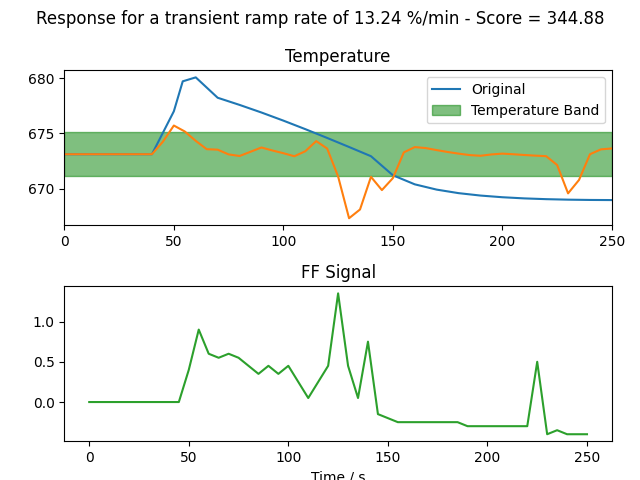 Response for a transient ramp rate of 13.24 %/min - Score = 344.88
Temperature
680
675
670
Original
Temperature Band
0 50 100 150 200 250
FF Signal
1.0
0.5
0.0
0 50 100 150 200 250
Time / s